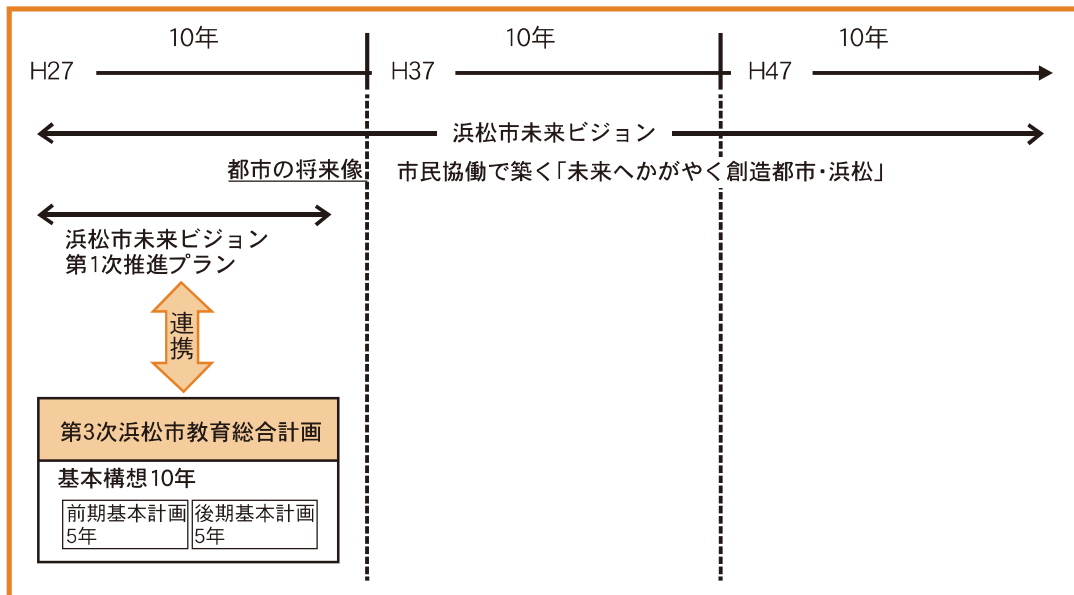 10年 10年 10年
H27 H37 H47
浜松市未来ビジョン
都市の将来像 市民協働で築く「未来へかがやく創造都市・浜松」
浜松市未来ビジョン
第1次推進プラン
連携
第3次浜松市教育総合計画
基本構想10年
前期基本計画 後期基本計画
5年 5年